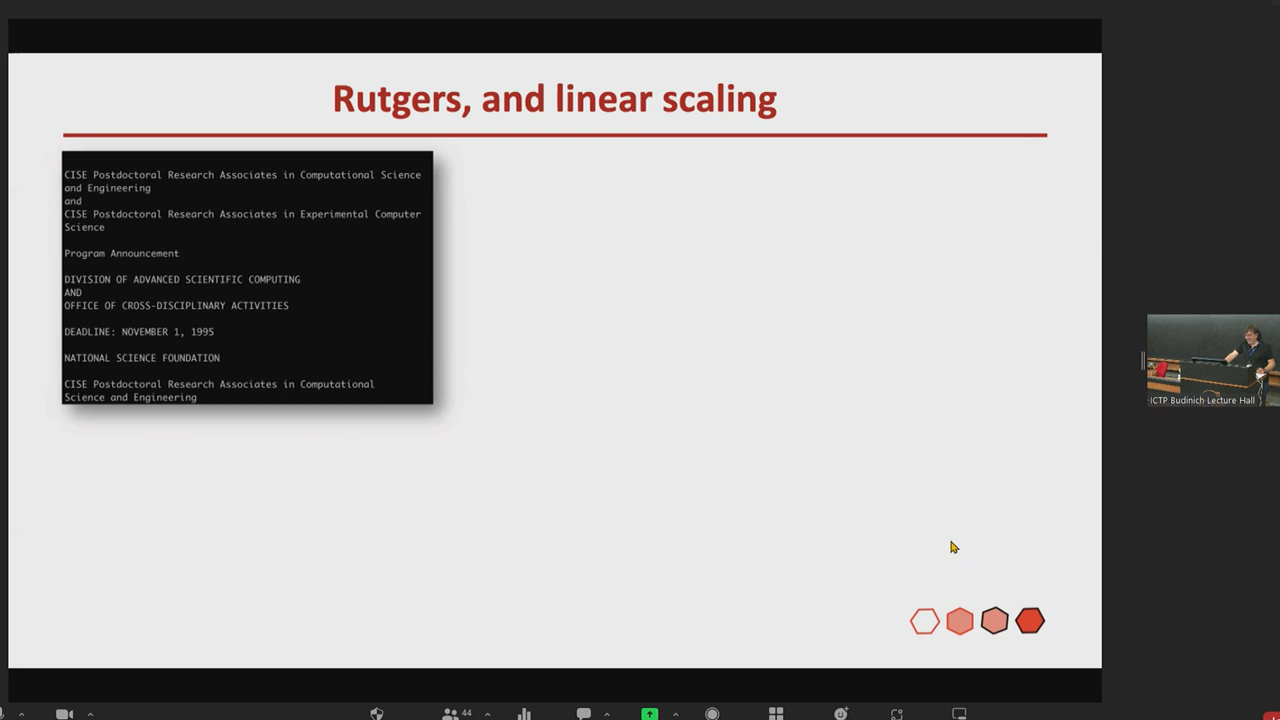 Rutgers, and linear scaling
CISE Postdoctoral Research Associates in Computational Science
and Engineering
and
CISE Postdoctoral Research Associates in Experimental Computer
Science
Program Announcement
DIVISION OF ADVANCED SCIENTIFIC COMPUTING
AND
OFFICE OF CROSS-DISCIPLINARY ACTIVITIES
DEADLINE: NOVEMBER 1, 1995
NATIONAL SCIENCE FOUNDATION
CISE Postdoctoral Research Associates in Computational
Science and Engineering
ICTP Budinich Lecture Hall
44